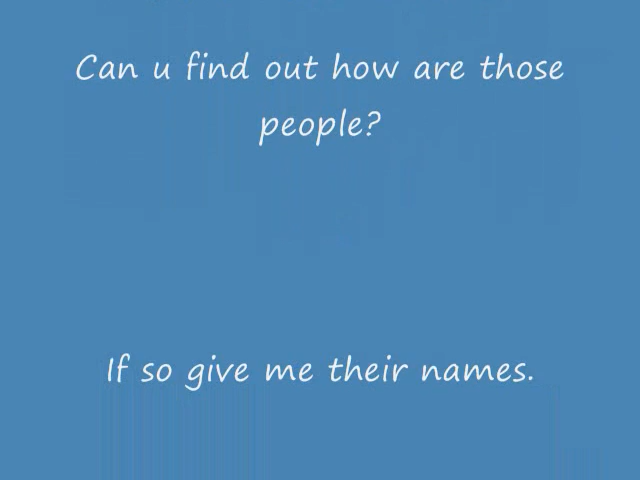 Can u find out how are those
people?
If so give me their names.